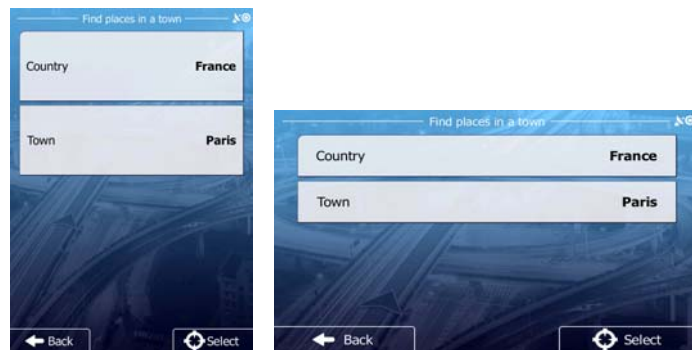 Find places in a town
Country France
Town Paris
Back Select
Find places in a town
Country France
Town Paris
Back Select